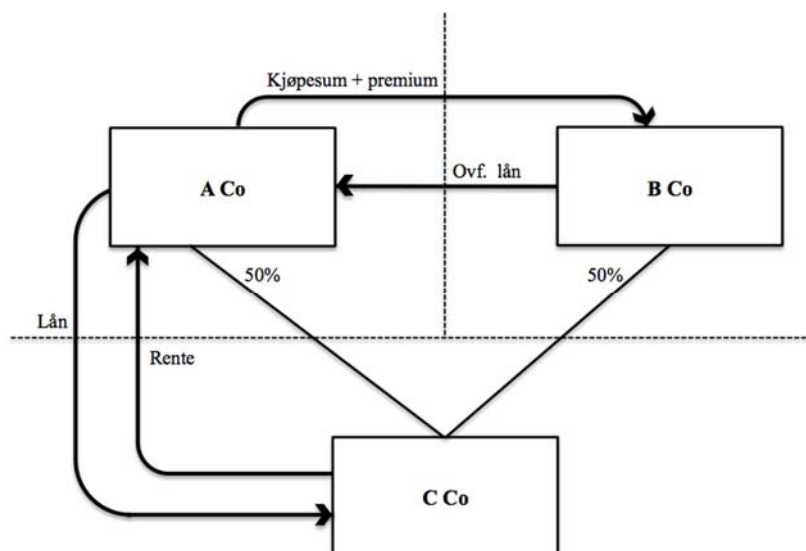 Kjøpesum + premium
A Co
Ovf. lån
B Co
50%
50%
Lån
Rente
C Co